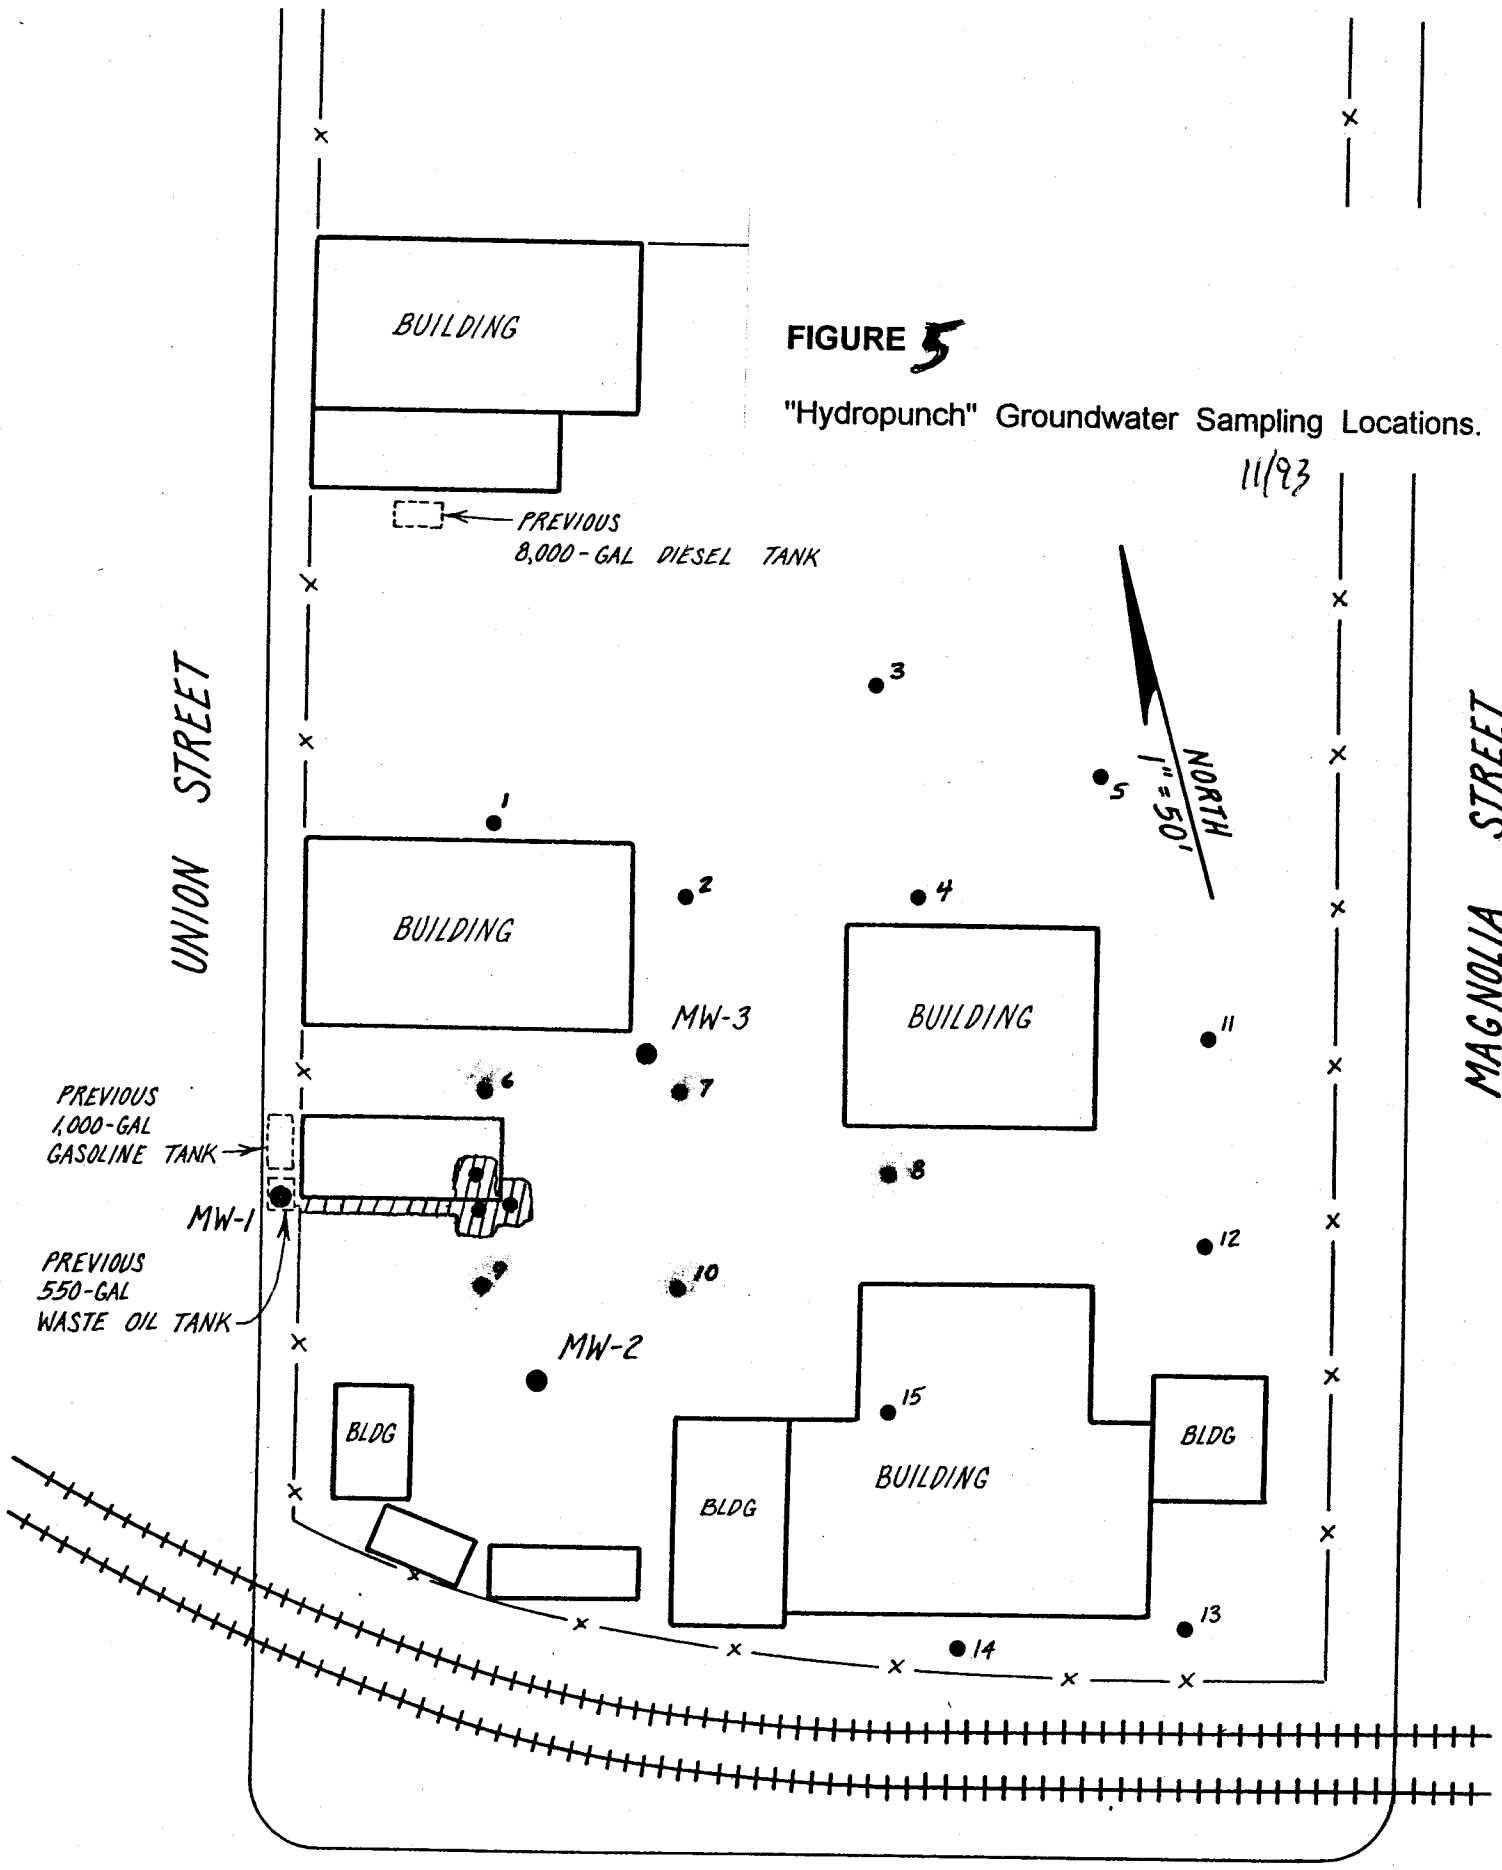 BUILDING
FIGURE 5
"Hydropunch" Groundwater Sampling Locations.
11/93
PREVIOUS
8,000-GAL DIESEL TANK
UNION STREET
MAGNOLIA STREET
NORTH
1" = 50'
3
5
1
2
4
BUILDING
BUILDING
MW-3
11
6
7
PREVIOUS
1,000-GAL
GASOLINE TANK
8
MW-1
12
PREVIOUS
550-GAL
WASTE OIL TANK
9
10
MW-2
15
BLDG
BUILDING
BLDG
BLDG
13
14